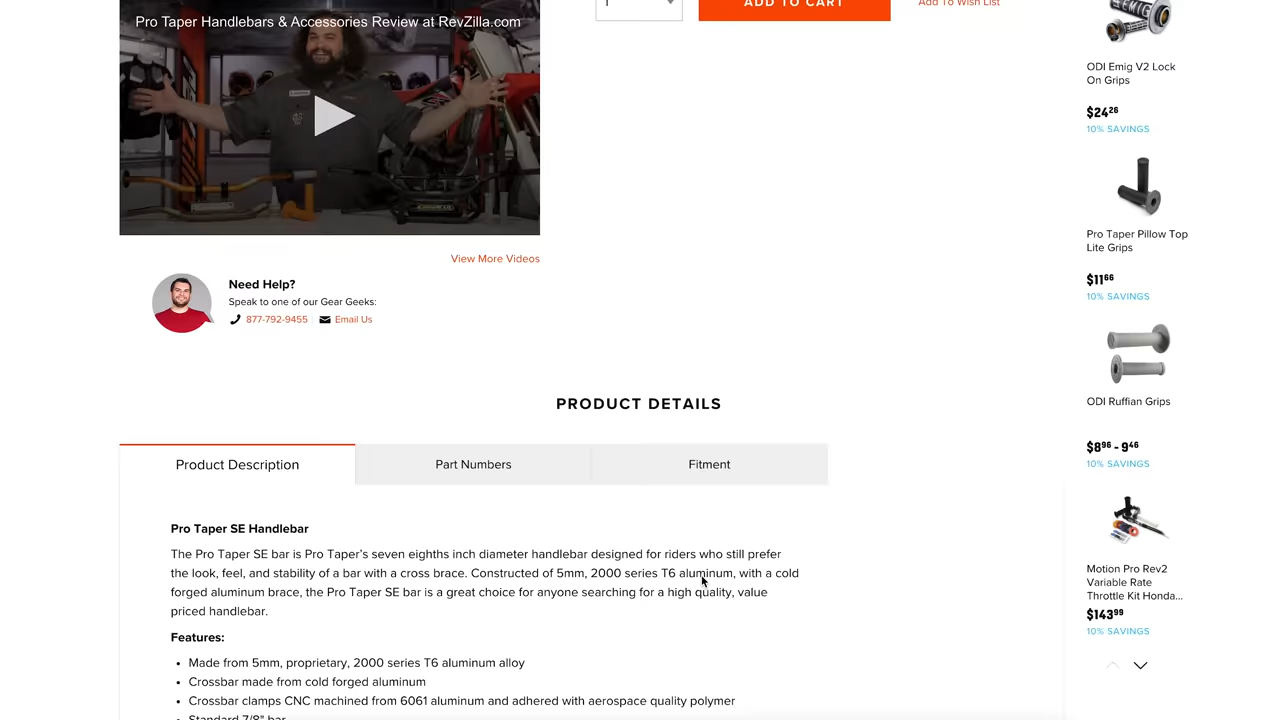 Pro Taper Handlebars & Accessories Review at RevZilla.com
1
ADD TO CART
Add To Wish List
View More Videos
Need Help?
Speak to one of our Gear Geeks:
877-792-9455
Email Us
PRODUCT DETAILS
Product Description
Part Numbers
Fitment
Pro Taper SE Handlebar
The Pro Taper SE bar is Pro Taper's seven eighths inch diameter handlebar designed for riders who still prefer
the look, feel, and stability of a bar with a cross brace. Constructed of 5mm, 2000 series T6 aluminum, with a cold
forged aluminum brace, the Pro Taper SE bar is a great choice for anyone searching for a high quality, value
priced handlebar.
Features:
• Made from 5mm, proprietary, 2000 series T6 aluminum alloy
• Crossbar made from cold forged aluminum
• Crossbar clamps CNC machined from 6061 aluminum and adhered with aerospace quality polymer
• Standard 7/8" bar
ODI Emig V2 Lock
On Grips
$24.26
10% SAVINGS
Pro Taper Pillow Top
Lite Grips
$11.66
10% SAVINGS
ODI Ruffian Grips
$8.96 - 9.46
10% SAVINGS
Motion Pro Rev2
Variable Rate
Throttle Kit Honda...
$143.99
10% SAVINGS